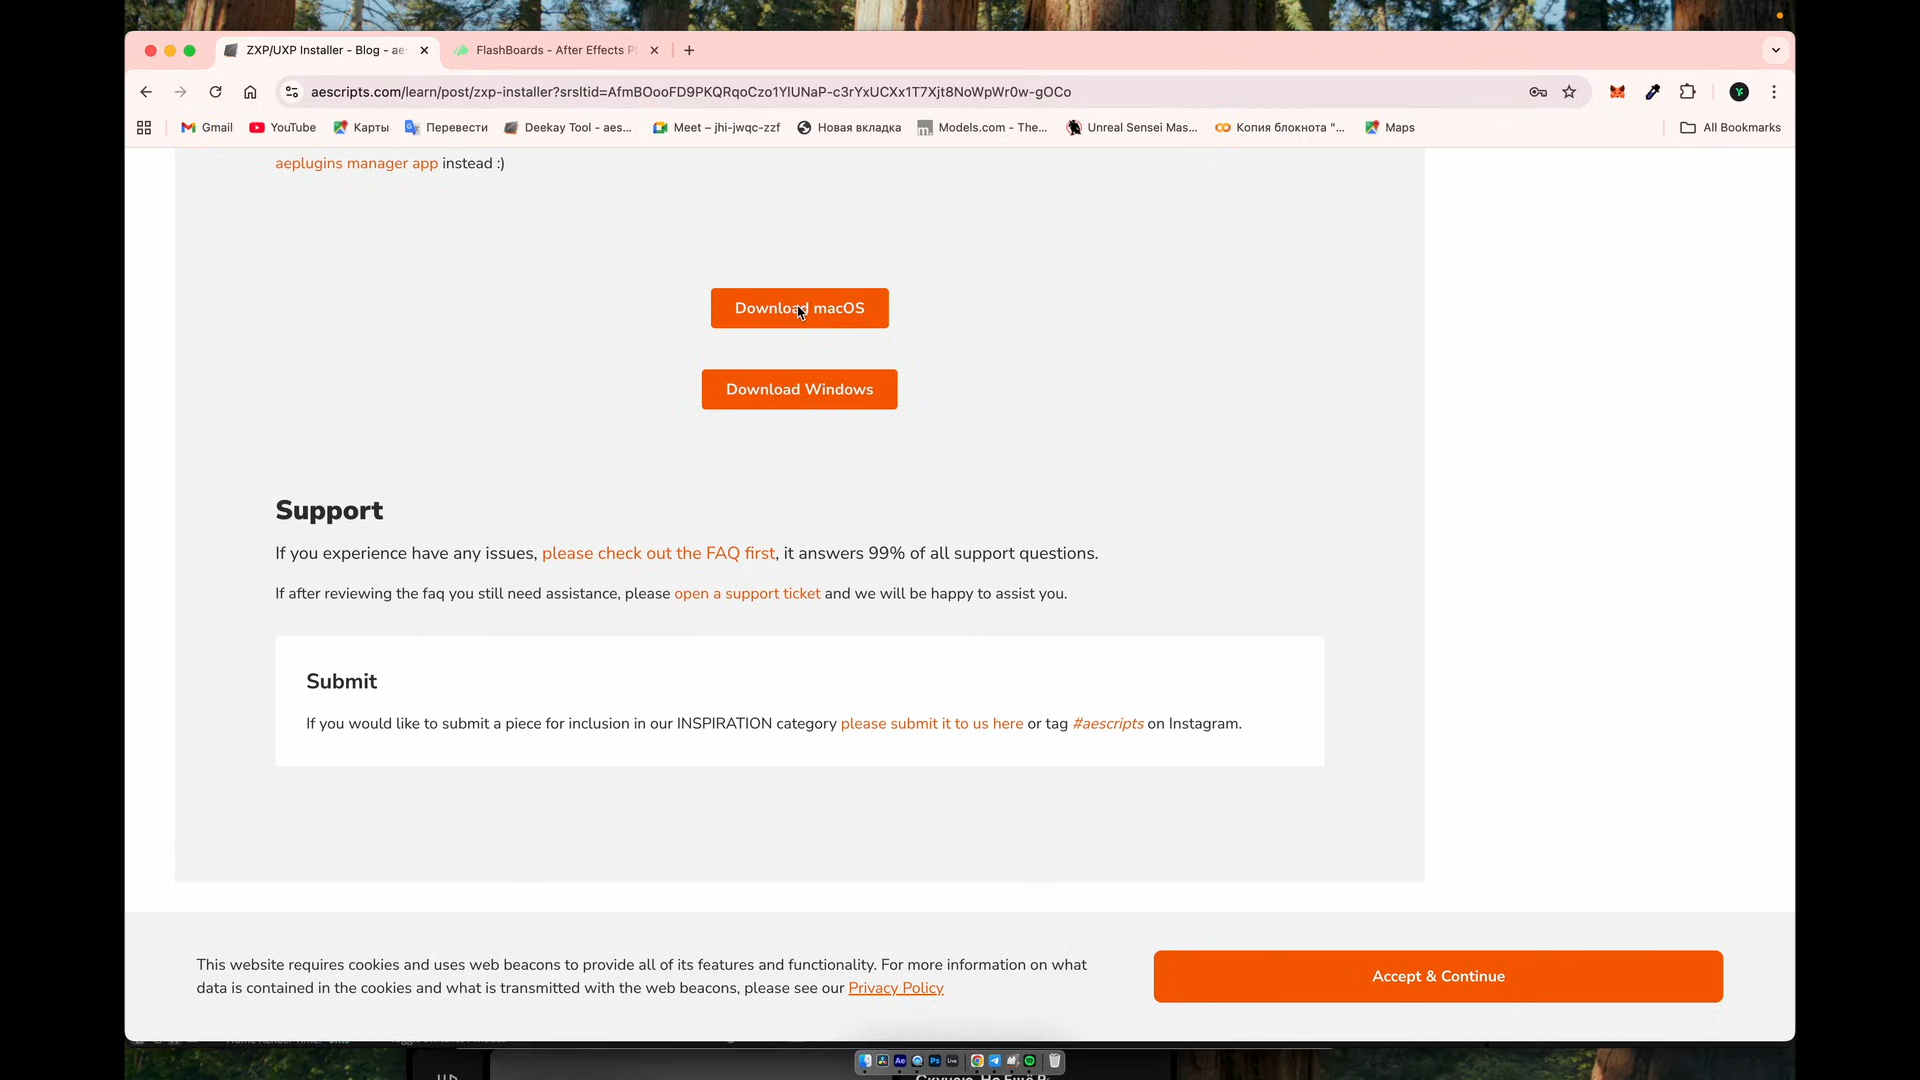 ZXP/UXP Installer - Blog - ae
FlashBoards - After Effects P
aescripts.com/learn/post/zxp-installer?srsltid=AfmBOooFD9PKQRqoCzo1YlUNaP-c3rYxUCXx1T7Xjt8NoWpWr0w-gOCo
Gmail
YouTube
Карты
Перевести
Deekay Tool - aes...
Meet – jhi-jwqc-zzf
Новая вкладка
Models.com - The...
Unreal Sensei Mas...
Копия блокнота "...
Maps
All Bookmarks
aeplugins manager app instead :)
Download macOS
Download Windows
Support
If you experience have any issues, please check out the FAQ first, it answers 99% of all support questions.
If after reviewing the faq you still need assistance, please open a support ticket and we will be happy to assist you.
Submit
If you would like to submit a piece for inclusion in our INSPIRATION category please submit it to us here or tag #aescripts on Instagram.
This website requires cookies and uses web beacons to provide all of its features and functionality. For more information on what
data is contained in the cookies and what is transmitted with the web beacons, please see our Privacy Policy
Accept & Continue
Ae
Ps
Live